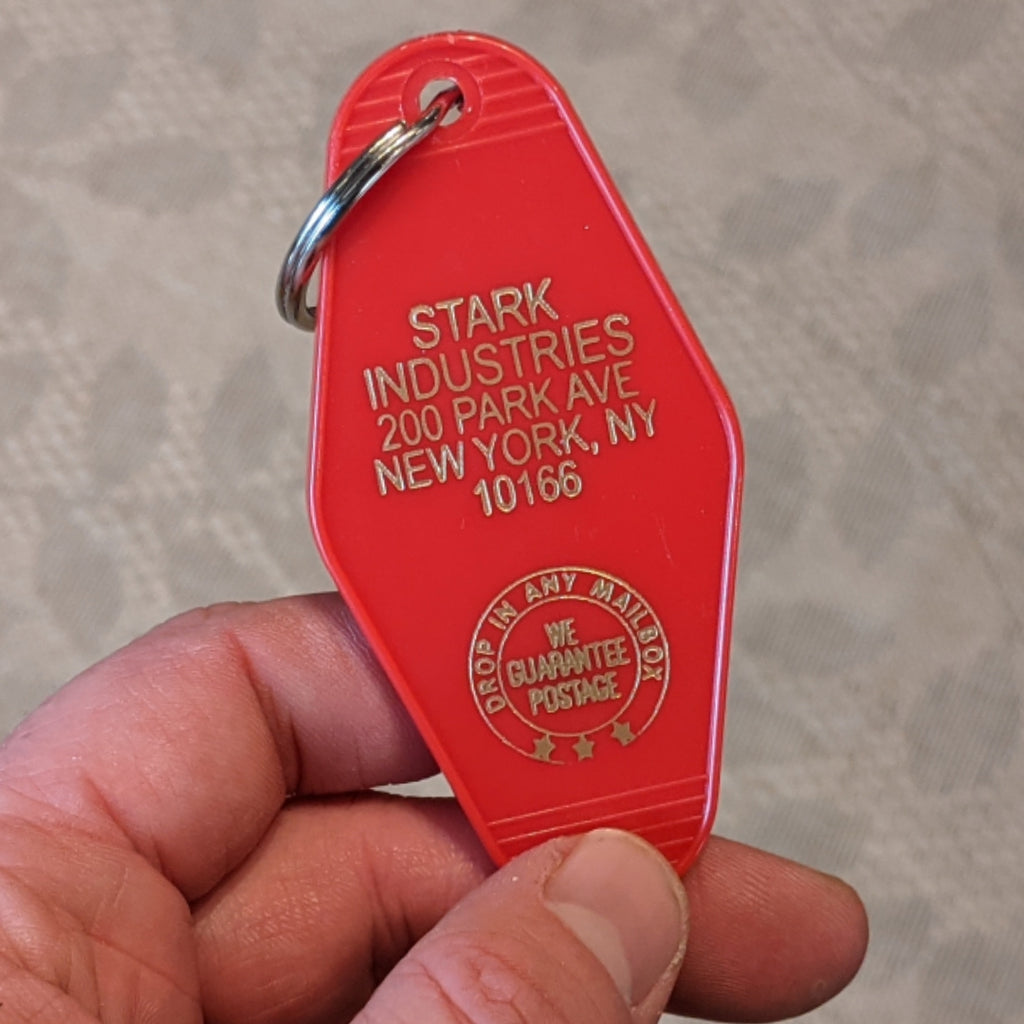 STARK
INDUSTRIES
200 PARK AVE
NEW YORK, NY
10166
DROP IN ANY MAILBOX
WE
GUARANTEE
POSTAGE